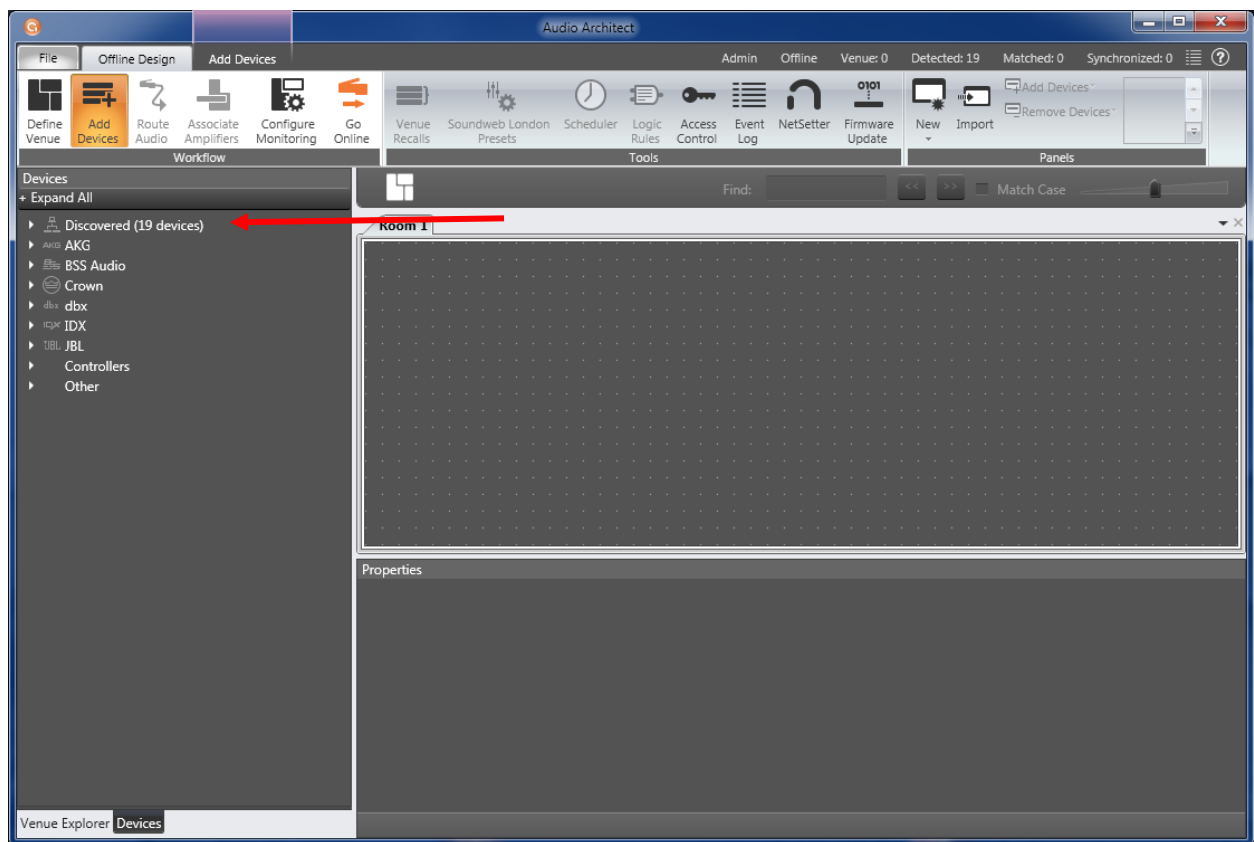 Audio Architect
File Offline Design Add Devices Admin Offline Venue: 0 Detected: 19 Matched: 0 Synchronized: 0 ?
Define Venue Add Devices Route Audio Associate Amplifiers Configure Monitoring Go Online Venue Recalls Soundweb London Presets Scheduler Logic Rules Access Control Event Log NetSetter 0101 Firmware Update New Import Add Devices Remove Devices
Workflow Tools Panels
Devices
+ Expand All
Find: << >> Match Case
Discovered (19 devices)
Room 1
AKG AKG
BSS Audio
Crown
dbx dbx
IDX IDX
JBL JBL
Controllers
Other
Properties
Venue Explorer Devices